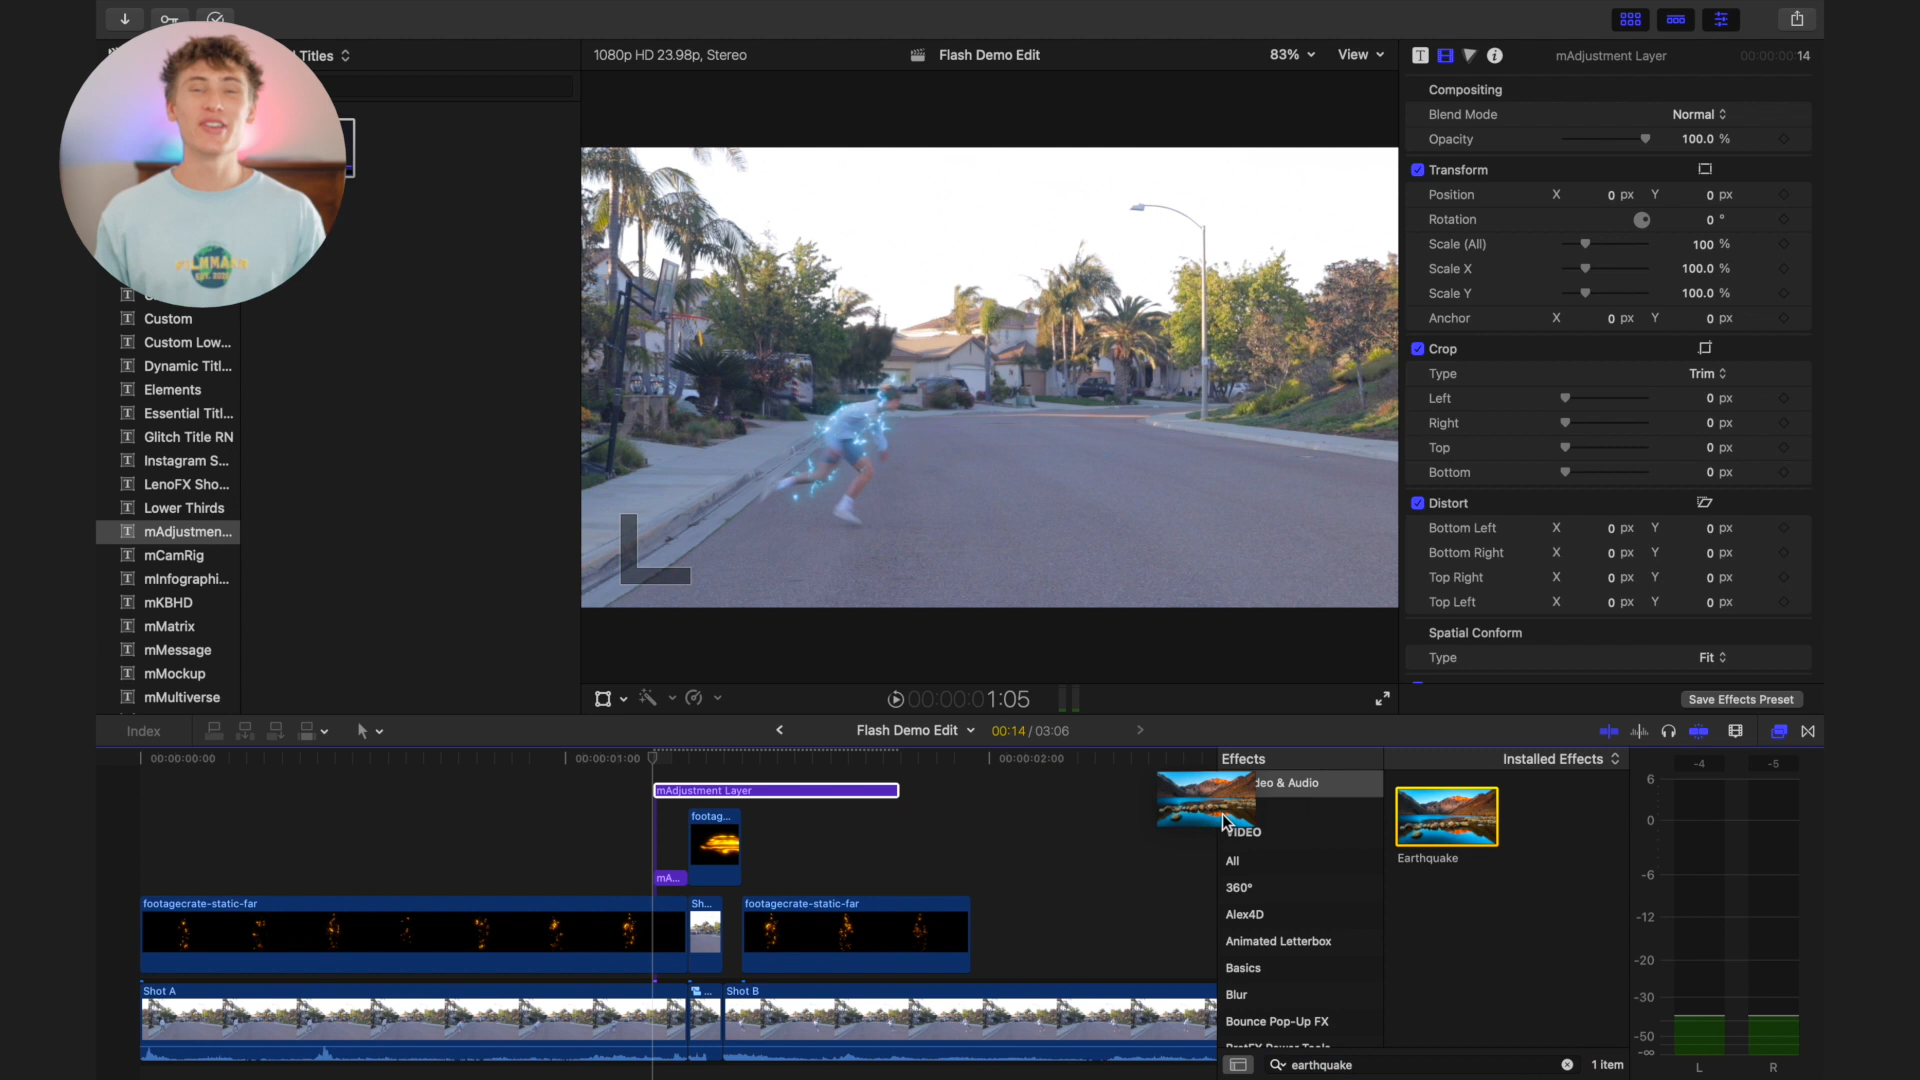 Titles
1080p HD 23.98p, Stereo
Flash Demo Edit
83%
View
mAdjustment Layer
00:00:00:14
FILMMAKR
EST. 2020
Custom
Custom Low...
Dynamic Titl...
Elements
Essential Titl...
Glitch Title RN
Instagram S...
LenoFX Sho...
Lower Thirds
mAdjustmen...
mCamRig
mInfographi...
mKBHD
mMatrix
mMessage
mMockup
mMultiverse
Compositing
Blend Mode Normal
Opacity 100.0 %
Transform
Position X 0 px Y 0 px
Rotation 0 °
Scale (All) 100 %
Scale X 100.0 %
Scale Y 100.0 %
Anchor X 0 px Y 0 px
Crop
Type Trim
Left 0 px
Right 0 px
Top 0 px
Bottom 0 px
Distort
Bottom Left X 0 px Y 0 px
Bottom Right X 0 px Y 0 px
Top Right X 0 px Y 0 px
Top Left X 0 px Y 0 px
Spatial Conform
Type Fit
Save Effects Preset
00:00:01:05
Index
Flash Demo Edit
00:14 / 03:06
00:00:00:00
00:00:01:00
00:00:02:00
mAdjustment Layer
footag...
mA...
footagecrate-static-far
Sh...
footagecrate-static-far
Shot A
...
Shot B
Effects
Installed Effects
deo & Audio
VIDEO
All
360°
Alex4D
Animated Letterbox
Basics
Blur
Bounce Pop-Up FX
Earthquake
earthquake
1 item
-4 -5
6
0
-6
-12
-20
-30
-50
-∞
L R